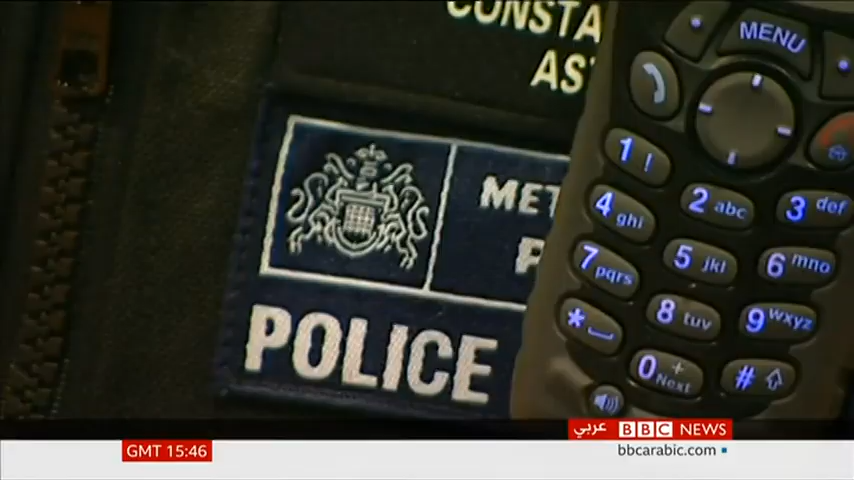 CONSTA
AS
MET
P
POLICE
MENU
1 !
2 abc
3 def
4 ghi
5 jkl
6 mno
7 pqrs
8 tuv
9 wxyz
*
0 +
Next
#
عربي BBC NEWS
GMT 15:46
bbcarabic.com